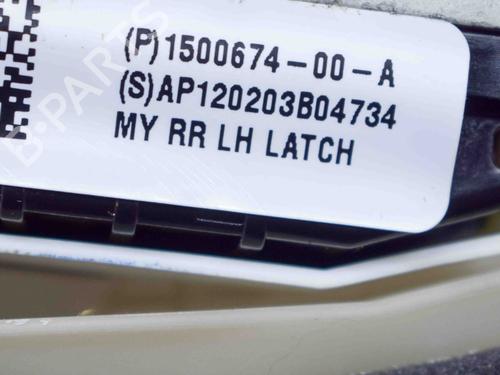 (P)1500674-00-A
(S)AP120203B04734
MY RR LH LATCH
B-PARTS